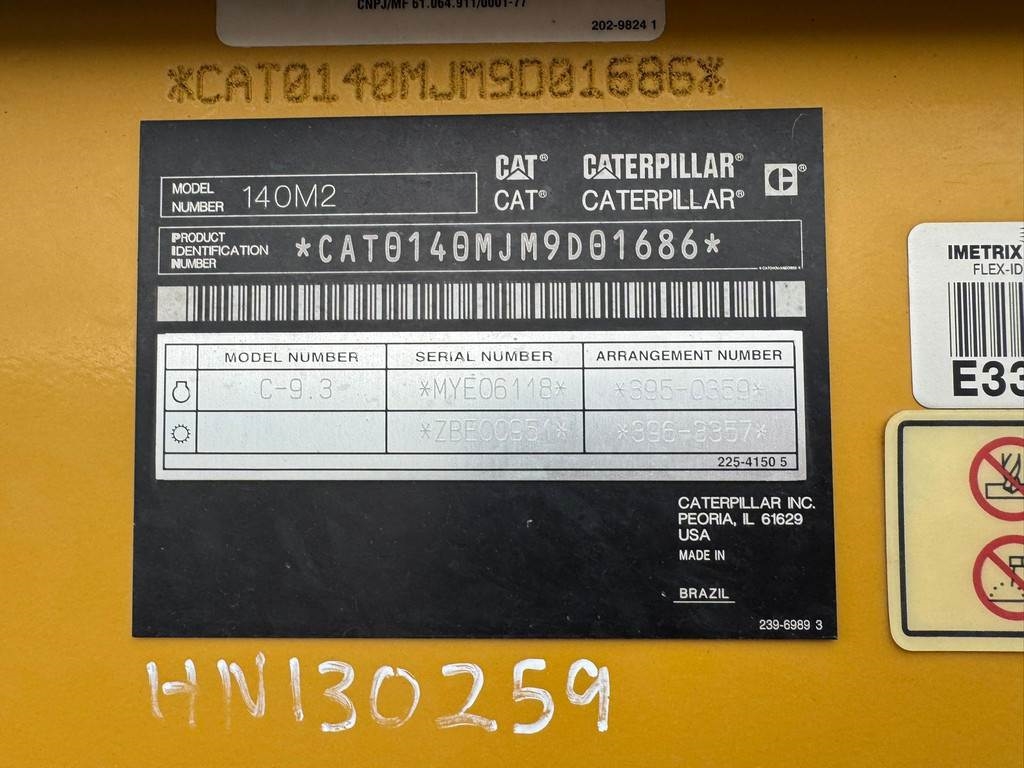 CNPJ/MF 61.064.911/0001-77
202-9824 1
*CAT0140MJM9D01686*
CAT® CATERPILLAR®
MODEL NUMBER 140M2
CAT® CATERPILLAR®
PRODUCT IDENTIFICATION NUMBER *CAT0140MJM9D01686*
MODEL NUMBER SERIAL NUMBER ARRANGEMENT NUMBER
C-9.3 *MYE06118* *395-0359*
*ZBE00951*
225-4150 5
CATERPILLAR INC.
PEORIA, IL 61629
USA
MADE IN
BRAZIL
239-6989 3
HN130259
IMETRIX
FLEX-ID
E33